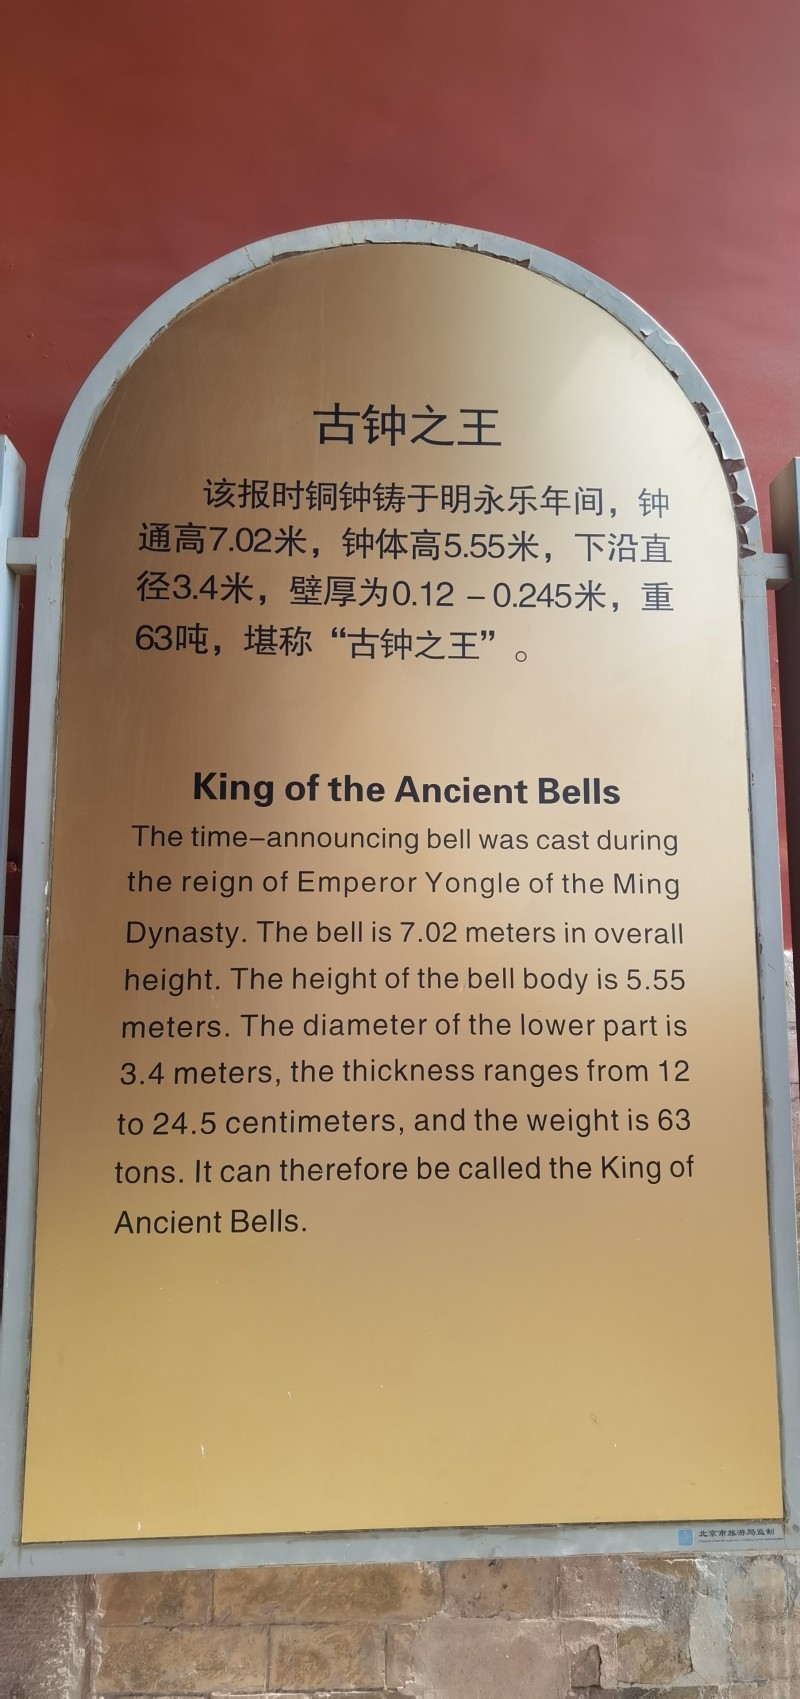 古钟之王
该报时铜钟铸于明永乐年间，钟
通高7.02米，钟体高5.55米，下沿直
径3.4米，壁厚为0.12－0.245米，重
63吨，堪称“古钟之王”。
King of the Ancient Bells
The time–announcing bell was cast during
the reign of Emperor Yongle of the Ming
Dynasty. The bell is 7.02 meters in overall
height. The height of the bell body is 5.55
meters. The diameter of the lower part is
3.4 meters, the thickness ranges from 12
to 24.5 centimeters, and the weight is 63
tons. It can therefore be called the King of
Ancient Bells.
北京市旅游局监制